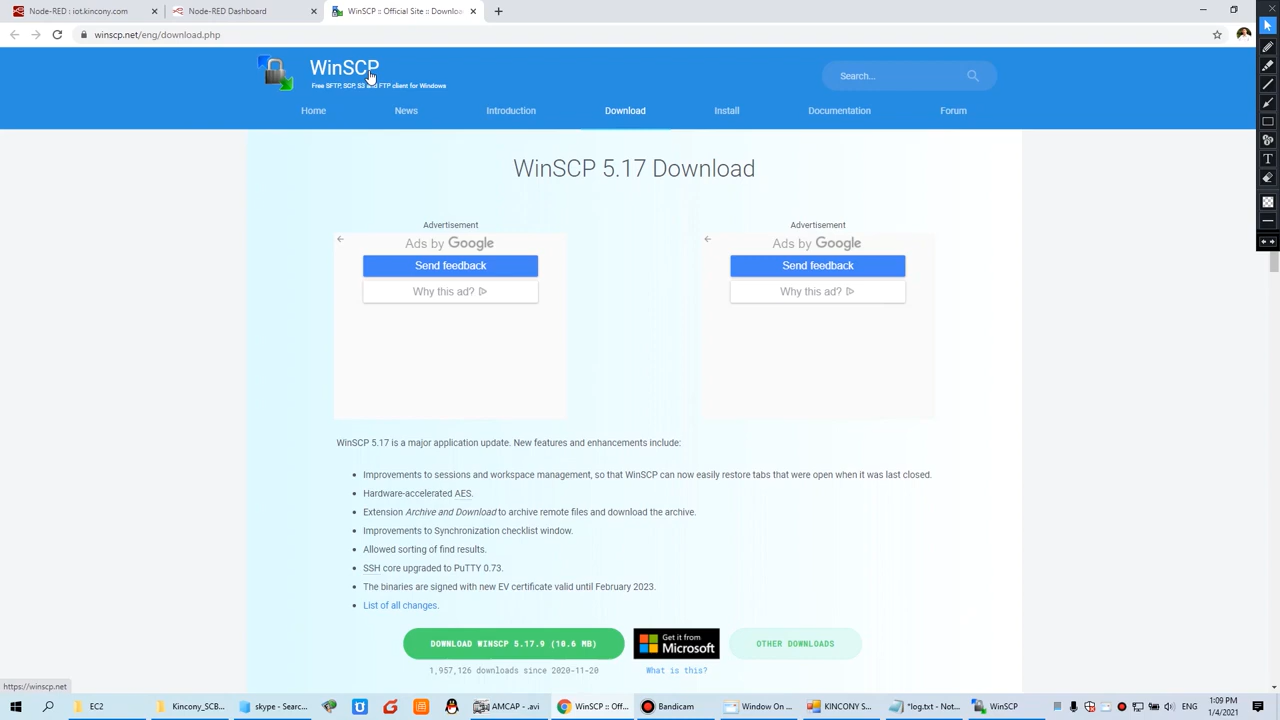 Node-RED : iot.kincony.com
Node-RED Dashboard
WinSCP :: Official Site :: Downloa
winscp.net/eng/download.php
WinSCP
Free SFTP, SCP, S3 and FTP client for Windows
Search...
Home
News
Introduction
Download
Install
Documentation
Forum
WinSCP 5.17 Download
Advertisement
Advertisement
Ads by Google
Ads by Google
Send feedback
Send feedback
Why this ad?
Why this ad?
WinSCP 5.17 is a major application update. New features and enhancements include:
Improvements to sessions and workspace management, so that WinSCP can now easily restore tabs that were open when it was last closed.
Hardware-accelerated AES.
Extension Archive and Download to archive remote files and download the archive.
Improvements to Synchronization checklist window.
Allowed sorting of find results.
SSH core upgraded to PuTTY 0.73.
The binaries are signed with new EV certificate valid until February 2023.
List of all changes.
DOWNLOAD WINSCP 5.17.9 (10.6 MB)
Get it from
Microsoft
OTHER DOWNLOADS
1,957,126 downloads since 2020-11-20
What is this?
https://winscp.net
EC2
Kincony_SCB...
skype - Searc...
AMCAP - .avi
WinSCP :: Offi...
Bandicam
Window On ...
KINCONY SO...
*log.txt - Not...
WinSCP
ENG
1:09 PM
1/4/2021